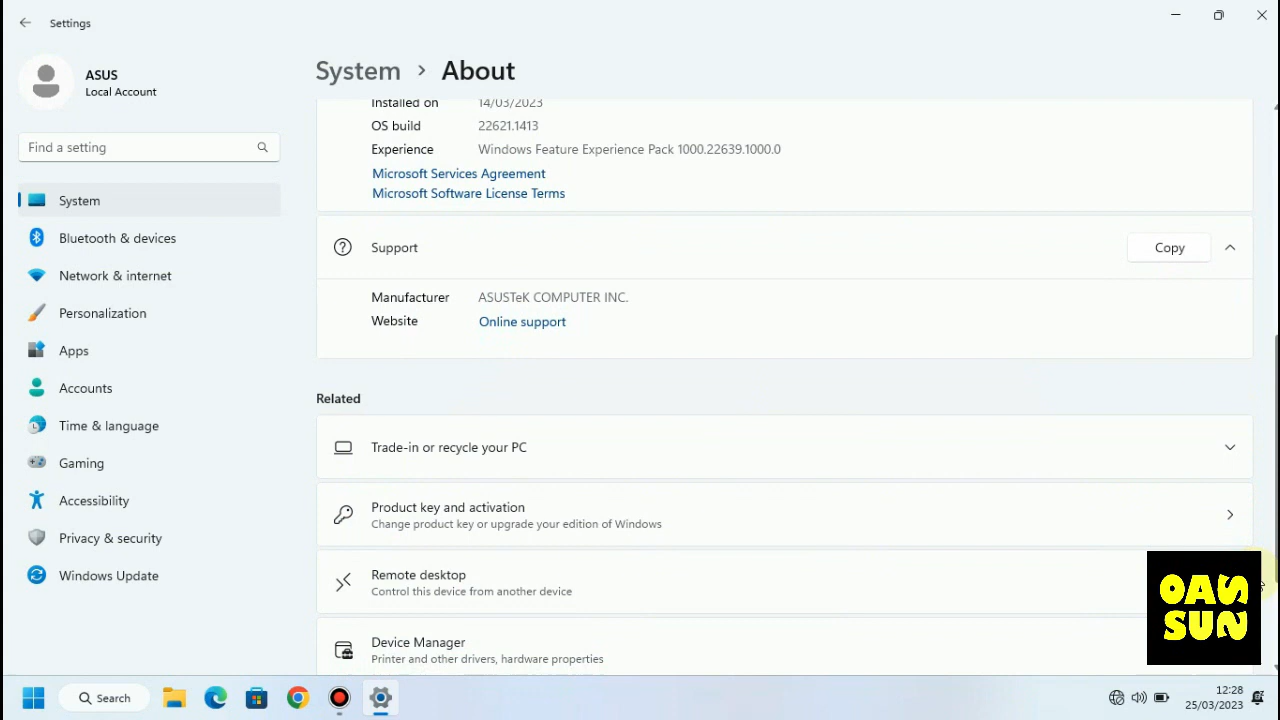 Settings
ASUS
Local Account
Find a setting
System
Bluetooth & devices
Network & internet
Personalization
Apps
Accounts
Time & language
Gaming
Accessibility
Privacy & security
Windows Update
System > About
Installed on 14/03/2023
OS build 22621.1413
Experience Windows Feature Experience Pack 1000.22639.1000.0
Microsoft Services Agreement
Microsoft Software License Terms
Support Copy
Manufacturer ASUSTeK COMPUTER INC.
Website Online support
Related
Trade-in or recycle your PC
Product key and activation
Change product key or upgrade your edition of Windows
Remote desktop
Control this device from another device
Device Manager
Printer and other drivers, hardware properties
OAS
SUN
Search
12:28
25/03/2023